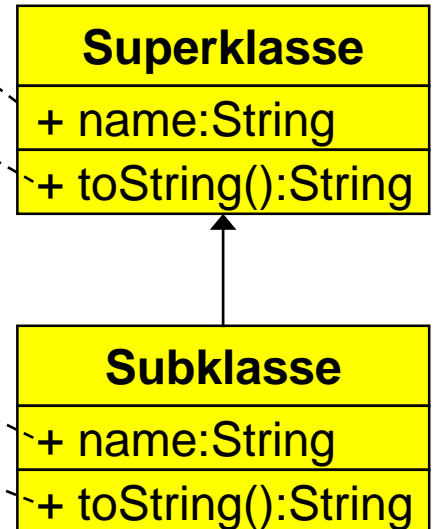 Superklasse
+ name:String
+ toString():String
Subklasse
+ name:String
+ toString():String